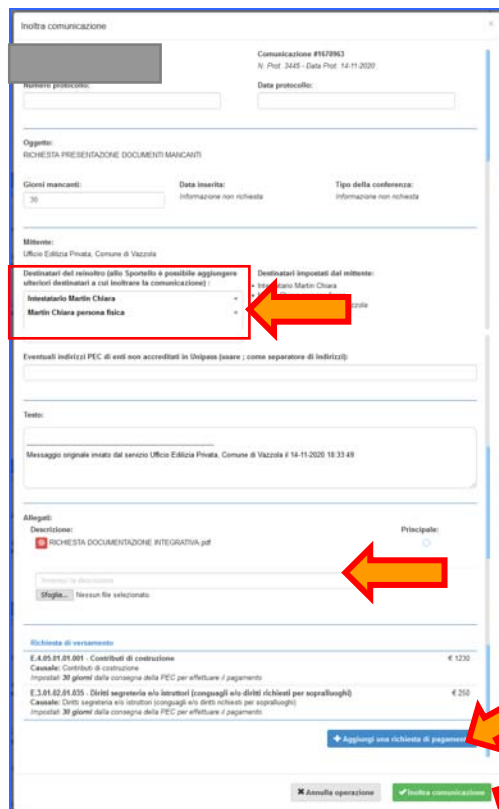 Inoltra comunicazione
×
Comunicazione #1670963
N. Prot. 3445 - Data Prot. 14-11-2020
Numero protocollo:
Data protocollo:
Oggetto:
RICHIESTA PRESENTAZIONE DOCUMENTI MANCANTI
Giorni mancanti:
Data inserita:
Tipo della conferenza:
30
Informazione non richiesta
Informazione non richiesta
Mittente:
Ufficio Edilizia Privata, Comune di Vazzola
Destinatari del reinoltro (allo Sportello è possibile aggiungere
ulteriori destinatari a cui inoltrare la comunicazione) :
Destinatari impostati dal mittente:
Intestatario Martin Chiara
Martin Chiara persona fisica
Martin Chiara
Eventuali indirizzi PEC di enti non accreditati in Unipass (usare ; come separatore di indirizzi):
Testo:
Messaggio originale inviato dal servizio Ufficio Edilizia Privata, Comune di Vazzola il 14-11-2020 18:33:49
Allegati:
Descrizione:
Principale:
RICHIESTA DOCUMENTAZIONE INTEGRATIVA.pdf
Inserisci la descrizione
Sfoglia... Nessun file selezionato.
Richiesta di versamento
E.4.05.01.01.001 - Contributi di costruzione
€ 1230
Causale: Contributi di costruzione
Impostati 30 giorni dalla consegna della PEC per effettuare il pagamento
E.3.01.02.01.035 - Diritti segreteria e/o istruttori (conguagli e/o diritti richiesti per sopralluoghi)
€ 250
Causale: Diritti segreteria e/o istruttori (conguagli e/o diritti richiesti per sopralluoghi)
Impostati 30 giorni dalla consegna della PEC per effettuare il pagamento
Aggiungi una richiesta di pagamento
Annulla operazione
Inoltra comunicazione